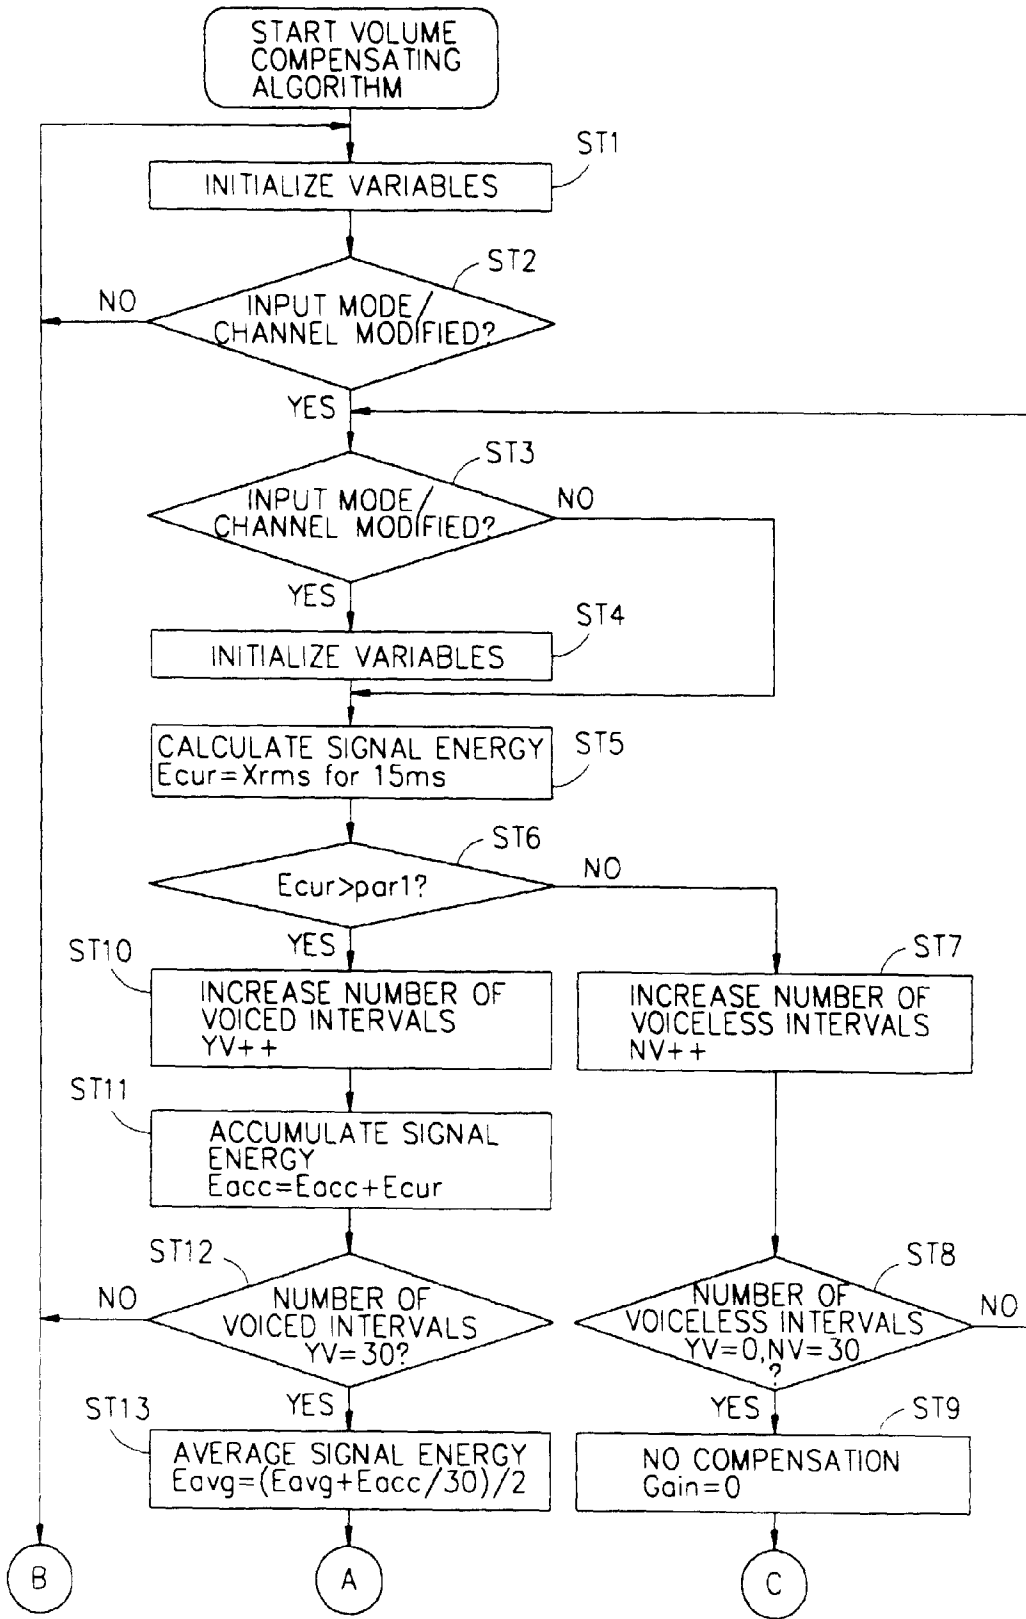 START VOLUME
COMPENSATING
ALGORITHM
ST1
INITIALIZE VARIABLES
ST2
NO
INPUT MODE/
CHANNEL MODIFIED?
YES
ST3
INPUT MODE/
CHANNEL MODIFIED?
NO
YES
ST4
INITIALIZE VARIABLES
CALCULATE SIGNAL ENERGY
Ecur=Xrms for 15ms
ST5
ST6
Ecur>par1?
NO
YES
ST10
INCREASE NUMBER OF
VOICED INTERVALS
YV++
ST7
INCREASE NUMBER OF
VOICELESS INTERVALS
NV++
ST11
ACCUMULATE SIGNAL
ENERGY
Eacc=Eacc+Ecur
ST12
NO
NUMBER OF
VOICED INTERVALS
YV=30?
YES
ST8
NUMBER OF
VOICELESS INTERVALS
YV=0,NV=30
?
NO
YES
ST13
AVERAGE SIGNAL ENERGY
Eavg=(Eavg+Eacc/30)/2
ST9
NO COMPENSATION
Gain=0
B
A
C